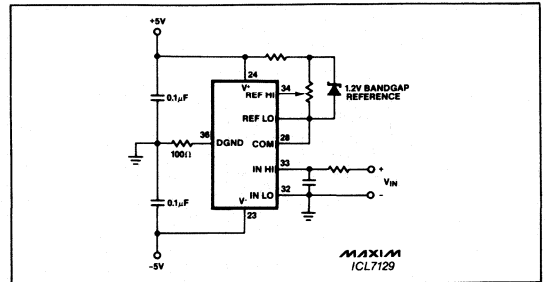 +5V
24
V+
34
REF HI
1.2V BANDGAP
REFERENCE
0.1μF
REF LO
36
DGND
28
COM
100Ω
33
IN HI
+
VIN
0.1μF
32
IN LO
-
V-
23
-5V
MAXIM
ICL7129